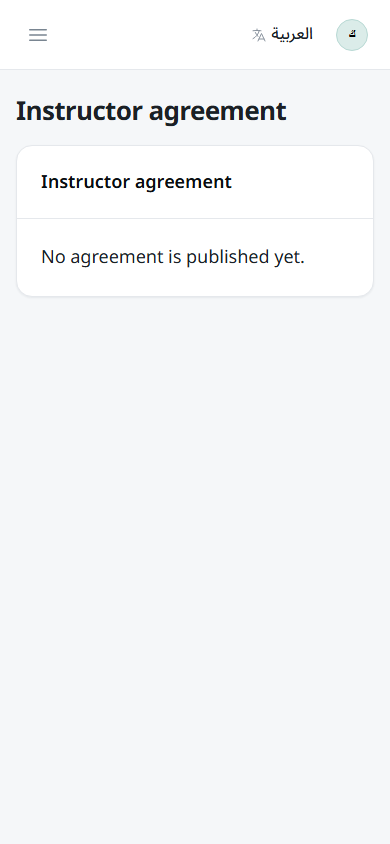 العربية
ك
Instructor agreement
Instructor agreement
No agreement is published yet.